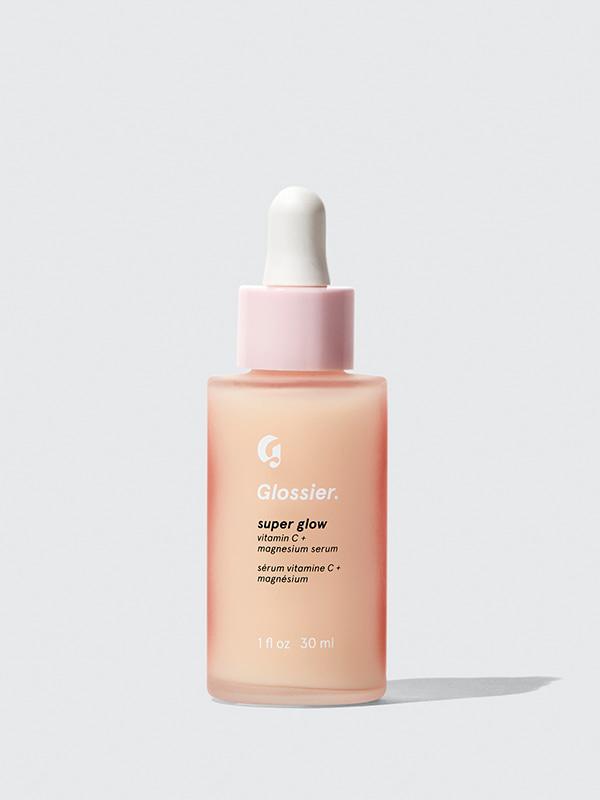 G
Glossier.
super glow
vitamin C +
magnesium serum
sérum vitamine C +
magnésium
1 fl oz 30 ml